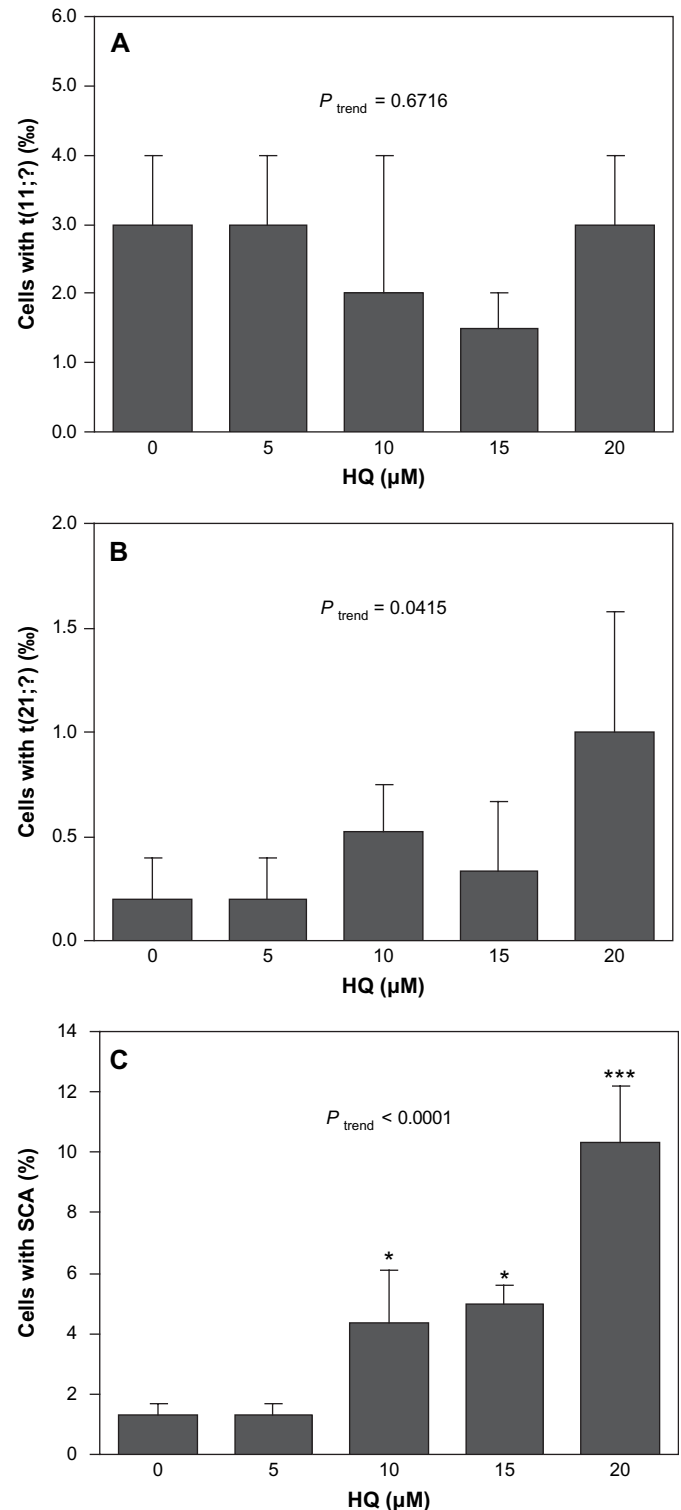 A
Cells with t(11;?) (‰)
6.0
5.0
4.0
3.0
2.0
1.0
0.0
P trend = 0.6716
0 5 10 15 20
HQ (µM)
B
Cells with t(21;?) (‰)
2.0
1.5
1.0
0.5
0.0
P trend = 0.0415
0 5 10 15 20
HQ (µM)
C
Cells with SCA (%)
14
12
10
8
6
4
2
0
P trend < 0.0001
***
*
*
0 5 10 15 20
HQ (µM)